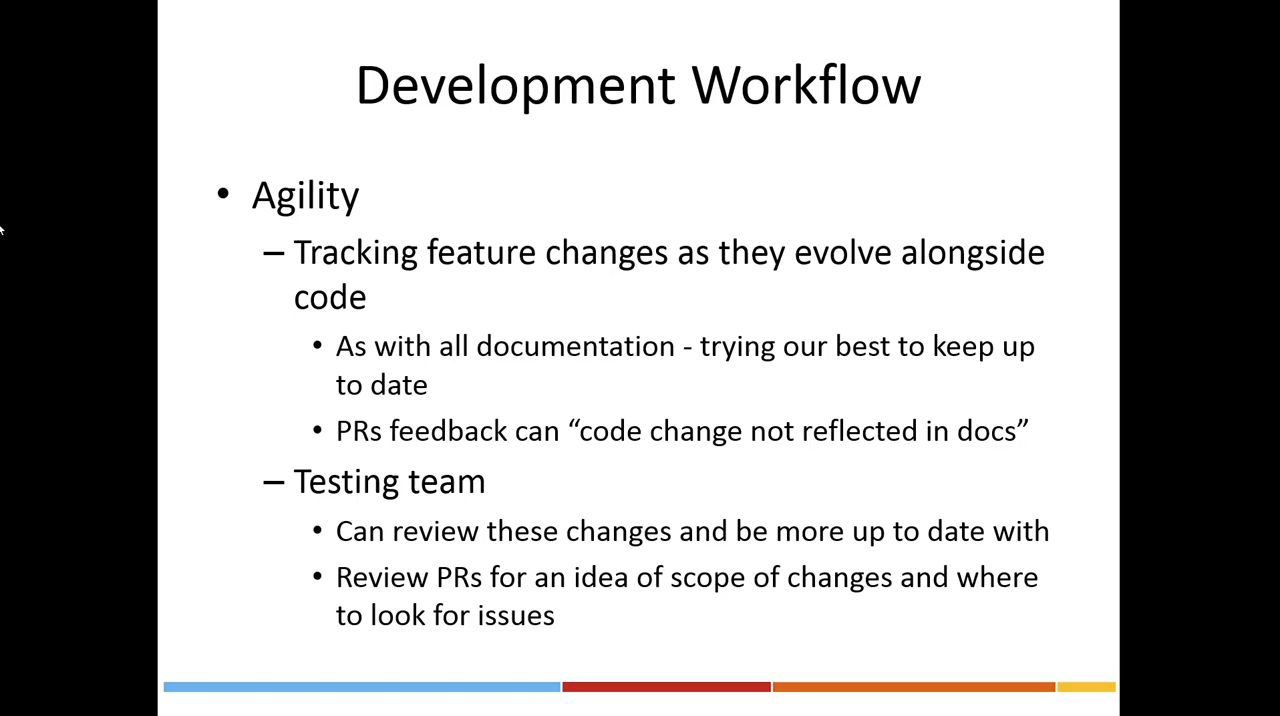 Development Workflow
• Agility
– Tracking feature changes as they evolve alongside
code
• As with all documentation - trying our best to keep up
to date
• PRs feedback can “code change not reflected in docs”
– Testing team
• Can review these changes and be more up to date with
• Review PRs for an idea of scope of changes and where
to look for issues